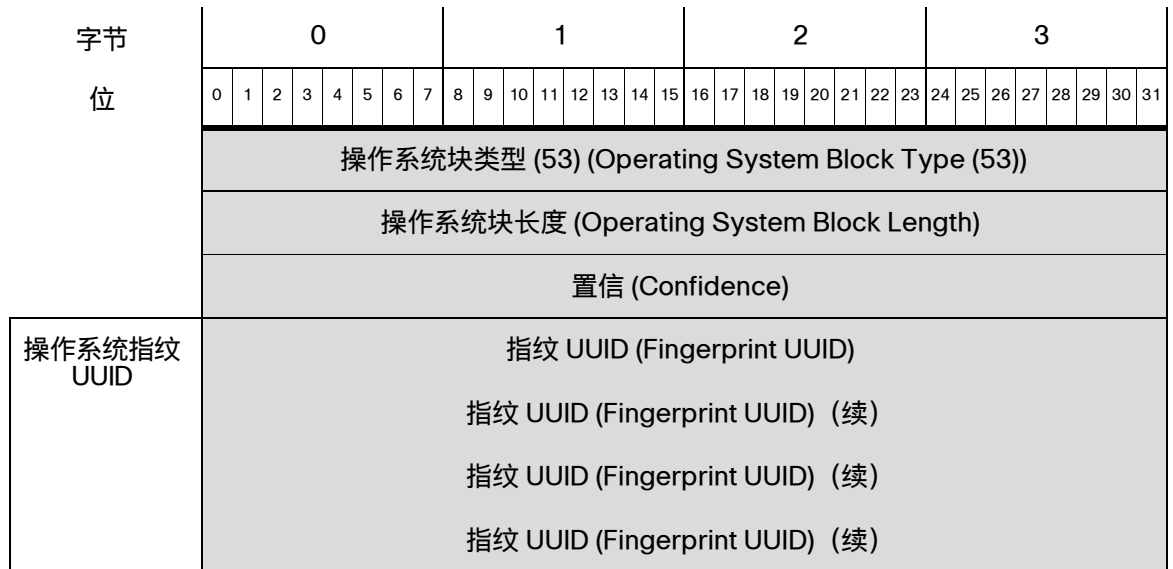 字节 0 1 2 3
位 0 1 2 3 4 5 6 7 8 9 10 11 12 13 14 15 16 17 18 19 20 21 22 23 24 25 26 27 28 29 30 31
操作系统块类型 (53) (Operating System Block Type (53))
操作系统块长度 (Operating System Block Length)
置信 (Confidence)
操作系统指纹
UUID
指纹 UUID (Fingerprint UUID)
指纹 UUID (Fingerprint UUID)（续）
指纹 UUID (Fingerprint UUID)（续）
指纹 UUID (Fingerprint UUID)（续）